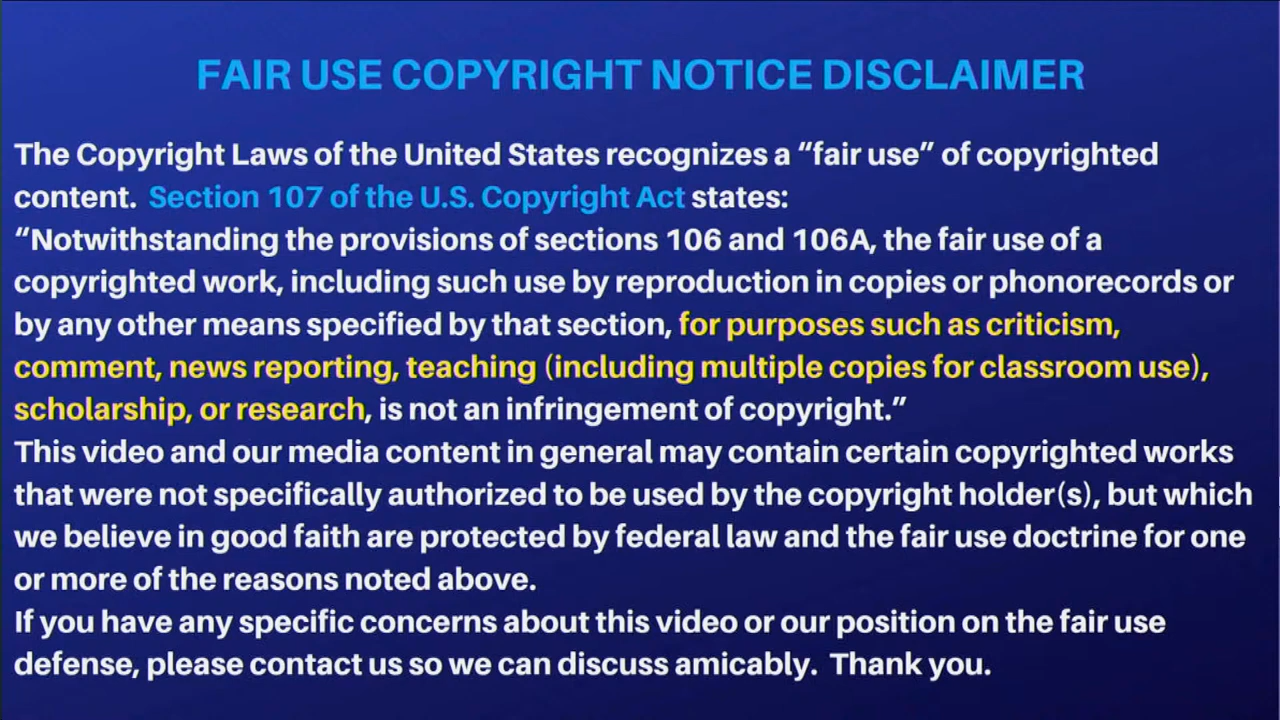 FAIR USE COPYRIGHT NOTICE DISCLAIMER
The Copyright Laws of the United States recognizes a “fair use” of copyrighted
content.  Section 107 of the U.S. Copyright Act states:
“Notwithstanding the provisions of sections 106 and 106A, the fair use of a
copyrighted work, including such use by reproduction in copies or phonorecords or
by any other means specified by that section, for purposes such as criticism,
comment, news reporting, teaching (including multiple copies for classroom use),
scholarship, or research, is not an infringement of copyright.”
This video and our media content in general may contain certain copyrighted works
that were not specifically authorized to be used by the copyright holder(s), but which
we believe in good faith are protected by federal law and the fair use doctrine for one
or more of the reasons noted above.
If you have any specific concerns about this video or our position on the fair use
defense, please contact us so we can discuss amicably.  Thank you.